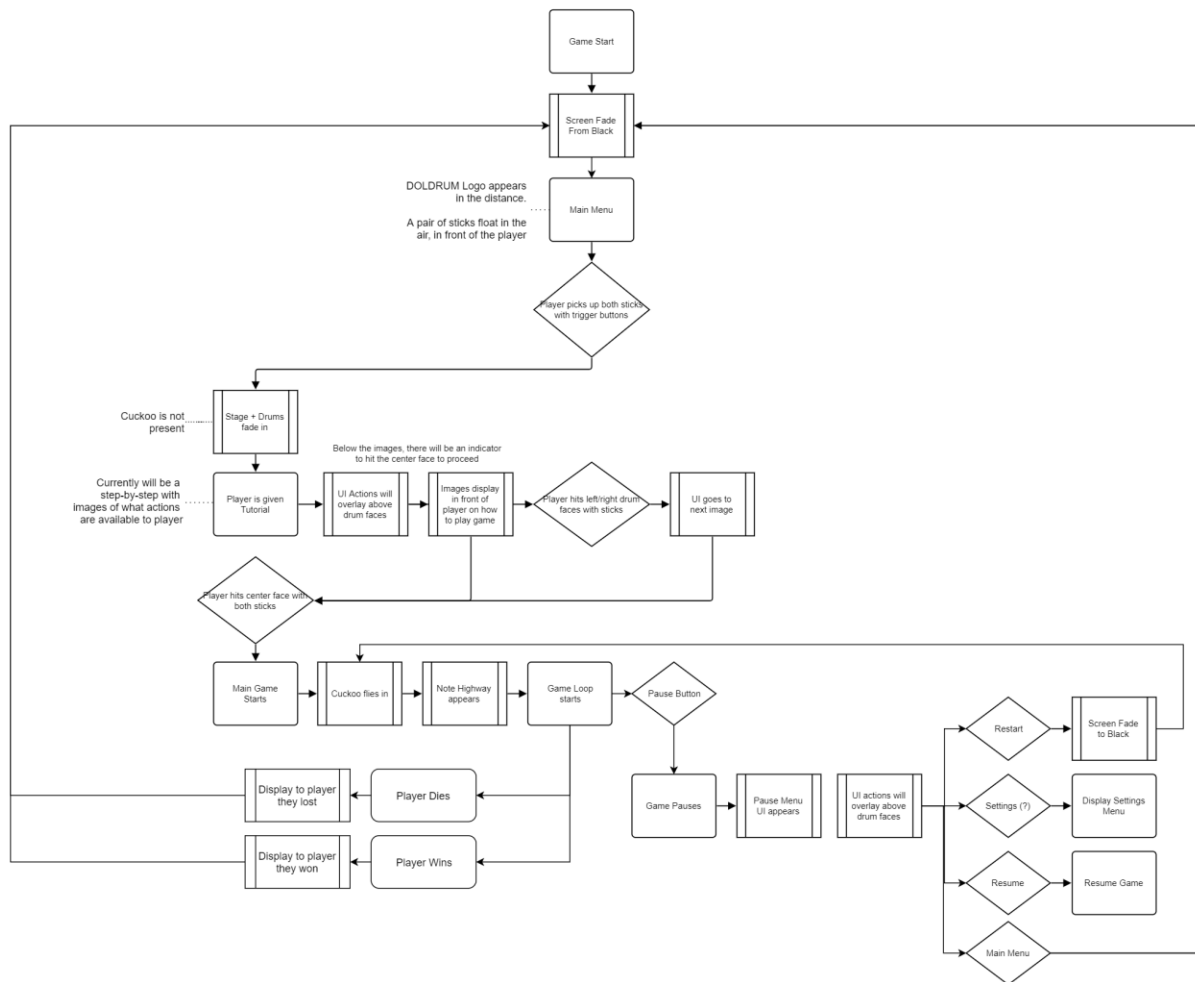 Game Start
Screen Fade
From Black
DOLDRUM Logo appears
in the distance.
A pair of sticks float in the
air, in front of the player
Main Menu
Player picks up both sticks
with trigger buttons
Cuckoo is not
present
Stage + Drums
fade in
Below the images, there will be an indicator
to hit the center face to proceed
Currently will be a
step-by-step with
images of what actions
are available to player
Player is given
Tutorial
UI Actions will
overlay above
drum faces
Images display
in front of
player on how
to play game
Player hits left/right drum
faces with sticks
UI goes to
next image
Player hits center face with
both sticks
Main Game
Starts
Cuckoo flies in
Note Highway
appears
Game Loop
starts
Pause Button
Restart
Screen Fade
to Black
Display to player
they lost
Player Dies
Game Pauses
Pause Menu
UI appears
UI actions will
overlay above
drum faces
Settings (?)
Display Settings
Menu
Display to player
they won
Player Wins
Resume
Resume Game
Main Menu